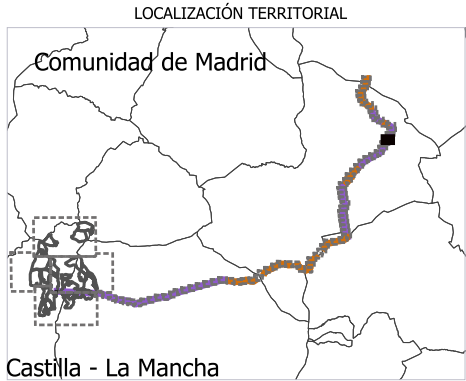 LOCALIZACIÓN TERRITORIAL
Comunidad de Madrid
Castilla - La Mancha